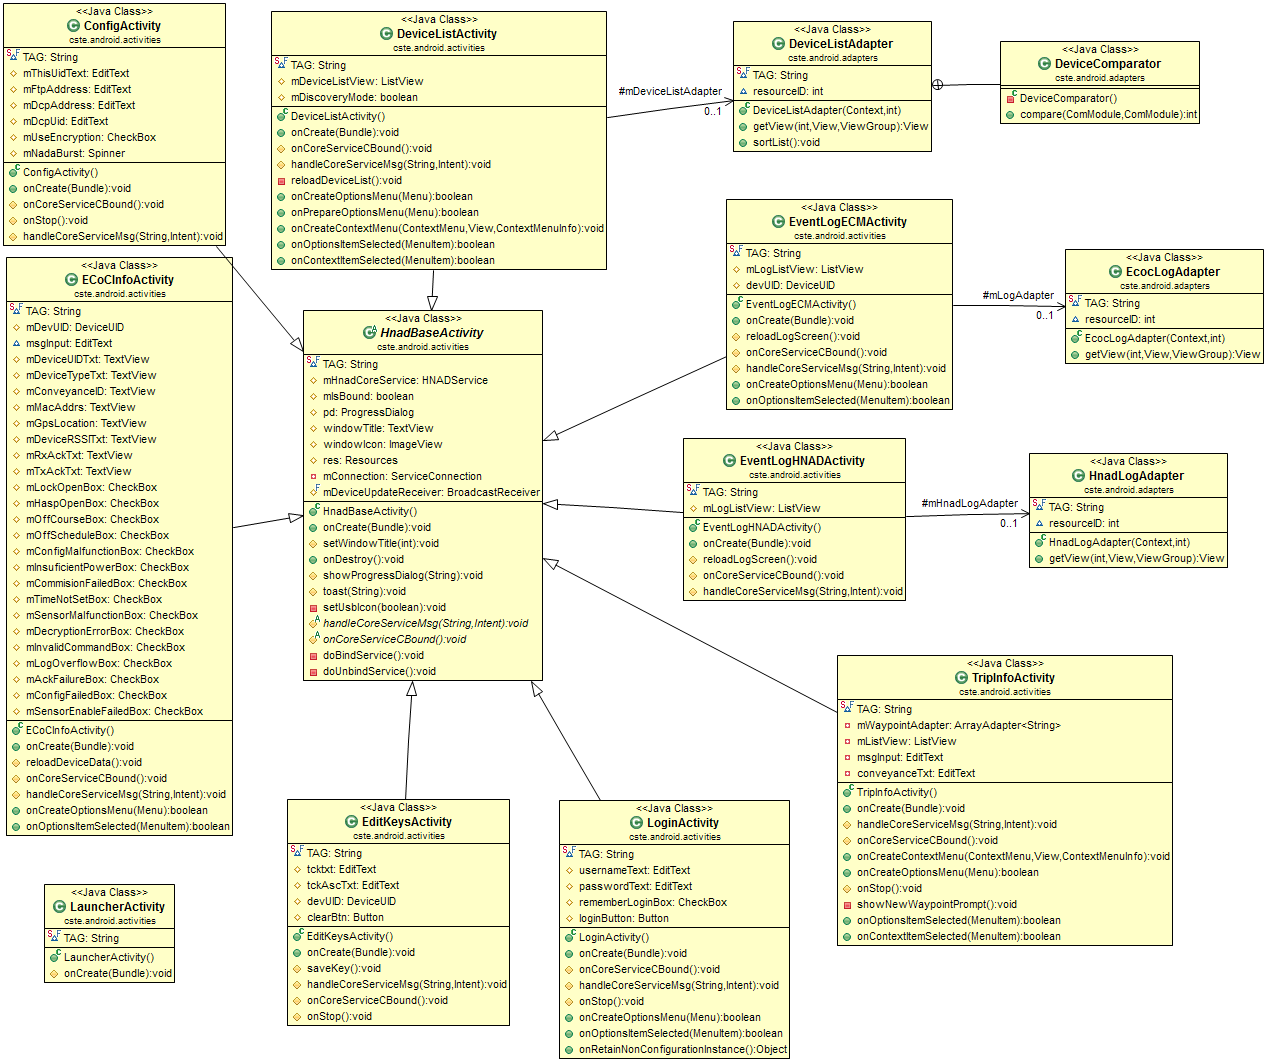 <<Java Class>>
ConfigActivity
cste.android.activities
TAG: String
mThisUidText: EditText
mFtpAddress: EditText
mDcpAddress: EditText
mDcpUid: EditText
mUseEncryption: CheckBox
mNadaBurst: Spinner
ConfigActivity()
onCreate(Bundle):void
onCoreServiceCBound():void
onStop():void
handleCoreServiceMsg(String,Intent):void
<<Java Class>>
DeviceListActivity
cste.android.activities
TAG: String
mDeviceListView: ListView
mDiscoveryMode: boolean
DeviceListActivity()
onCreate(Bundle):void
onCoreServiceCBound():void
handleCoreServiceMsg(String,Intent):void
reloadDeviceList():void
onCreateOptionsMenu(Menu):boolean
onPrepareOptionsMenu(Menu):boolean
onCreateContextMenu(ContextMenu,View,ContextMenuInfo):void
onOptionsItemSelected(MenuItem):boolean
onContextItemSelected(MenuItem):boolean
#mDeviceListAdapter
0..1
<<Java Class>>
DeviceListAdapter
cste.android.adapters
TAG: String
resourceID: int
DeviceListAdapter(Context,int)
getView(int,View,ViewGroup):View
sortList():void
<<Java Class>>
DeviceComparator
cste.android.adapters
DeviceComparator()
compare(ComModule,ComModule):int
<<Java Class>>
EventLogECMActivity
cste.android.activities
TAG: String
mLogListView: ListView
devUID: DeviceUID
EventLogECMActivity()
onCreate(Bundle):void
reloadLogScreen():void
onCoreServiceCBound():void
handleCoreServiceMsg(String,Intent):void
onCreateOptionsMenu(Menu):boolean
onOptionsItemSelected(MenuItem):boolean
#mLogAdapter
0..1
<<Java Class>>
EcocLogAdapter
cste.android.adapters
TAG: String
resourceID: int
EcocLogAdapter(Context,int)
getView(int,View,ViewGroup):View
<<Java Class>>
ECoCInfoActivity
cste.android.activities
TAG: String
mDevUID: DeviceUID
msgInput: EditText
mDeviceUIDTxt: TextView
mDeviceTypeTxt: TextView
mConveyanceID: TextView
mMacAddrs: TextView
mGpsLocation: TextView
mDeviceRSSITxt: TextView
mRxAckTxt: TextView
mTxAckTxt: TextView
mLockOpenBox: CheckBox
mHaspOpenBox: CheckBox
mOffCourseBox: CheckBox
mOffScheduleBox: CheckBox
mConfigMalfunctionBox: CheckBox
mInsuficientPowerBox: CheckBox
mCommisionFailedBox: CheckBox
mTimeNotSetBox: CheckBox
mSensorMalfunctionBox: CheckBox
mDecryptionErrorBox: CheckBox
mInvalidCommandBox: CheckBox
mLogOverflowBox: CheckBox
mAckFailureBox: CheckBox
mConfigFailedBox: CheckBox
mSensorEnableFailedBox: CheckBox
ECoCInfoActivity()
onCreate(Bundle):void
reloadDeviceData():void
onCoreServiceCBound():void
handleCoreServiceMsg(String,Intent):void
onCreateOptionsMenu(Menu):boolean
onOptionsItemSelected(MenuItem):boolean
<<Java Class>>
HnadBaseActivity
cste.android.activities
TAG: String
mHnadCoreService: HNADService
mIsBound: boolean
pd: ProgressDialog
windowTitle: TextView
windowIcon: ImageView
res: Resources
mConnection: ServiceConnection
mDeviceUpdateReceiver: BroadcastReceiver
HnadBaseActivity()
onCreate(Bundle):void
setWindowTitle(int):void
onDestroy():void
showProgressDialog(String):void
toast(String):void
setUsbIcon(boolean):void
handleCoreServiceMsg(String,Intent):void
onCoreServiceCBound():void
doBindService():void
doUnbindService():void
<<Java Class>>
EventLogHNADActivity
cste.android.activities
TAG: String
mLogListView: ListView
EventLogHNADActivity()
onCreate(Bundle):void
reloadLogScreen():void
onCoreServiceCBound():void
handleCoreServiceMsg(String,Intent):void
#mHnadLogAdapter
0..1
<<Java Class>>
HnadLogAdapter
cste.android.adapters
TAG: String
resourceID: int
HnadLogAdapter(Context,int)
getView(int,View,ViewGroup):View
<<Java Class>>
TripInfoActivity
cste.android.activities
TAG: String
mWaypointAdapter: ArrayAdapter<String>
mListView: ListView
msgInput: EditText
conveyanceTxt: EditText
TripInfoActivity()
onCreate(Bundle):void
handleCoreServiceMsg(String,Intent):void
onCoreServiceCBound():void
onCreateContextMenu(ContextMenu,View,ContextMenuInfo):void
onCreateOptionsMenu(Menu):boolean
onStop():void
showNewWaypointPrompt():void
onOptionsItemSelected(MenuItem):boolean
onContextItemSelected(MenuItem):boolean
<<Java Class>>
EditKeysActivity
cste.android.activities
TAG: String
tcktxt: EditText
tckAscTxt: EditText
devUID: DeviceUID
clearBtn: Button
EditKeysActivity()
onCreate(Bundle):void
saveKey():void
handleCoreServiceMsg(String,Intent):void
onCoreServiceCBound():void
onStop():void
<<Java Class>>
LoginActivity
cste.android.activities
TAG: String
usernameText: EditText
passwordText: EditText
rememberLoginBox: CheckBox
loginButton: Button
LoginActivity()
onCreate(Bundle):void
onCoreServiceCBound():void
handleCoreServiceMsg(String,Intent):void
onStop():void
onCreateOptionsMenu(Menu):boolean
onOptionsItemSelected(MenuItem):boolean
onRetainNonConfigurationInstance():Object
<<Java Class>>
LauncherActivity
cste.android.activities
TAG: String
LauncherActivity()
onCreate(Bundle):void